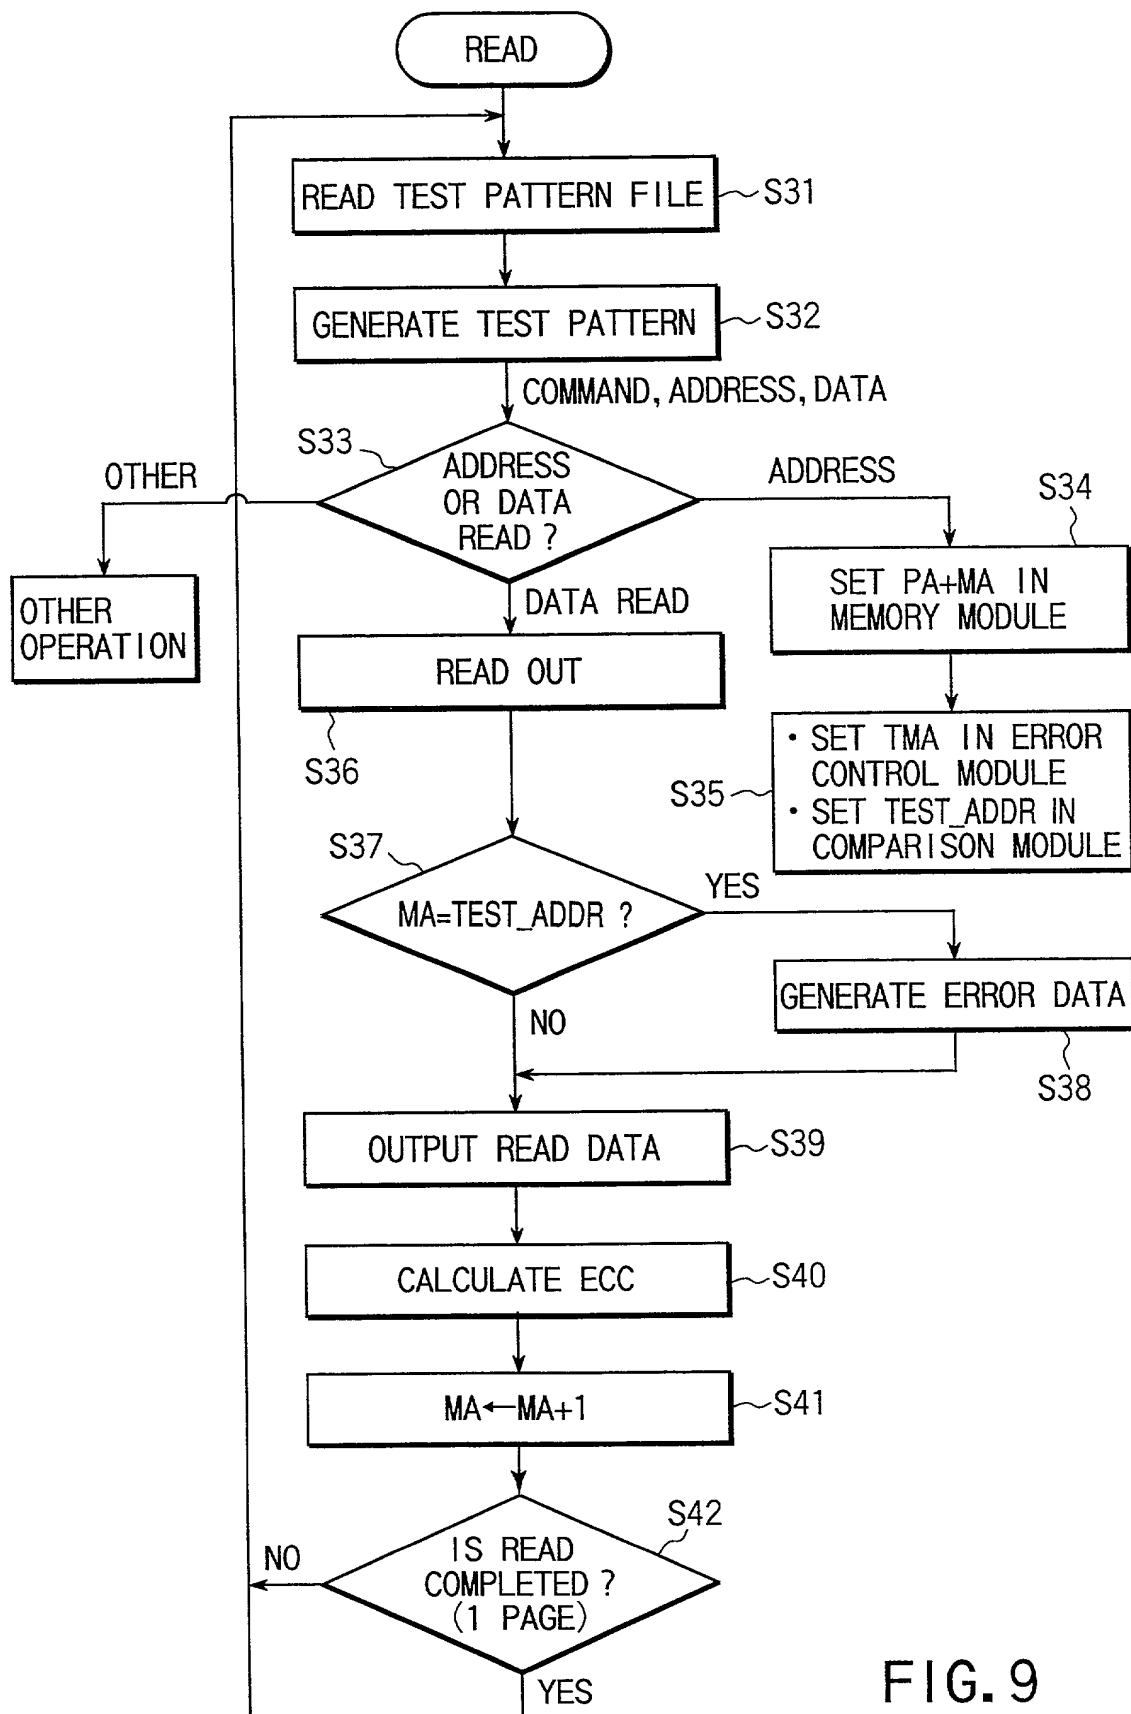 READ
READ TEST PATTERN FILE
S31
GENERATE TEST PATTERN
S32
COMMAND, ADDRESS, DATA
S33
ADDRESS
OR DATA
READ ?
OTHER
ADDRESS
S34
OTHER
OPERATION
DATA READ
SET PA+MA IN
MEMORY MODULE
READ OUT
S36
• SET TMA IN ERROR
CONTROL MODULE
• SET TEST_ADDR IN
COMPARISON MODULE
S35
S37
MA=TEST_ADDR ?
YES
GENERATE ERROR DATA
S38
NO
OUTPUT READ DATA
S39
CALCULATE ECC
S40
MA←MA+1
S41
S42
IS READ
COMPLETED ?
(1 PAGE)
NO
YES
FIG. 9